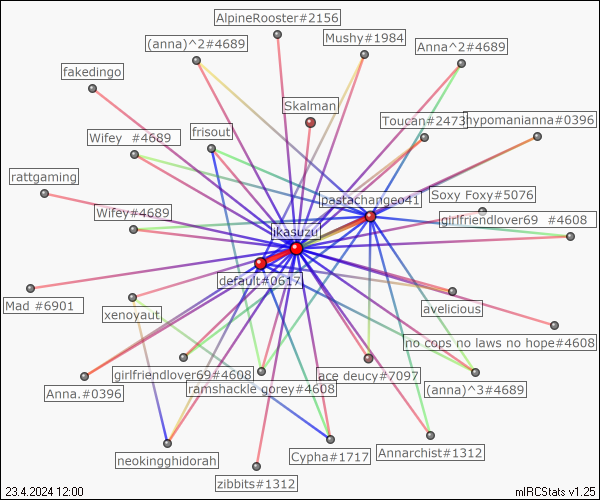 AlpineRooster#2156
(anna)^2#4689
Mushy#1984
Anna^2#4689
fakedingo
Skalman
Toucan#2473
hypomanianna#0396
frisout
Wifey  #4689
rattgaming
pastachangeo41
Soxy Foxy#5076
Wifey#4689
girlfriendlover69  #4608
ikasuzu
default#0617
Mad #6901
xenoyaut
avelicious
no cops no laws no hope#4608
girlfriendlover69#4608
ace deucy#7097
Anna.#0396
ramshackle gorey#4608
(anna)^3#4689
neokingghidorah
Cypha#1717
Annarchist#1312
zibbits#1312
23.4.2024 12:00
mIRCStats v1.25